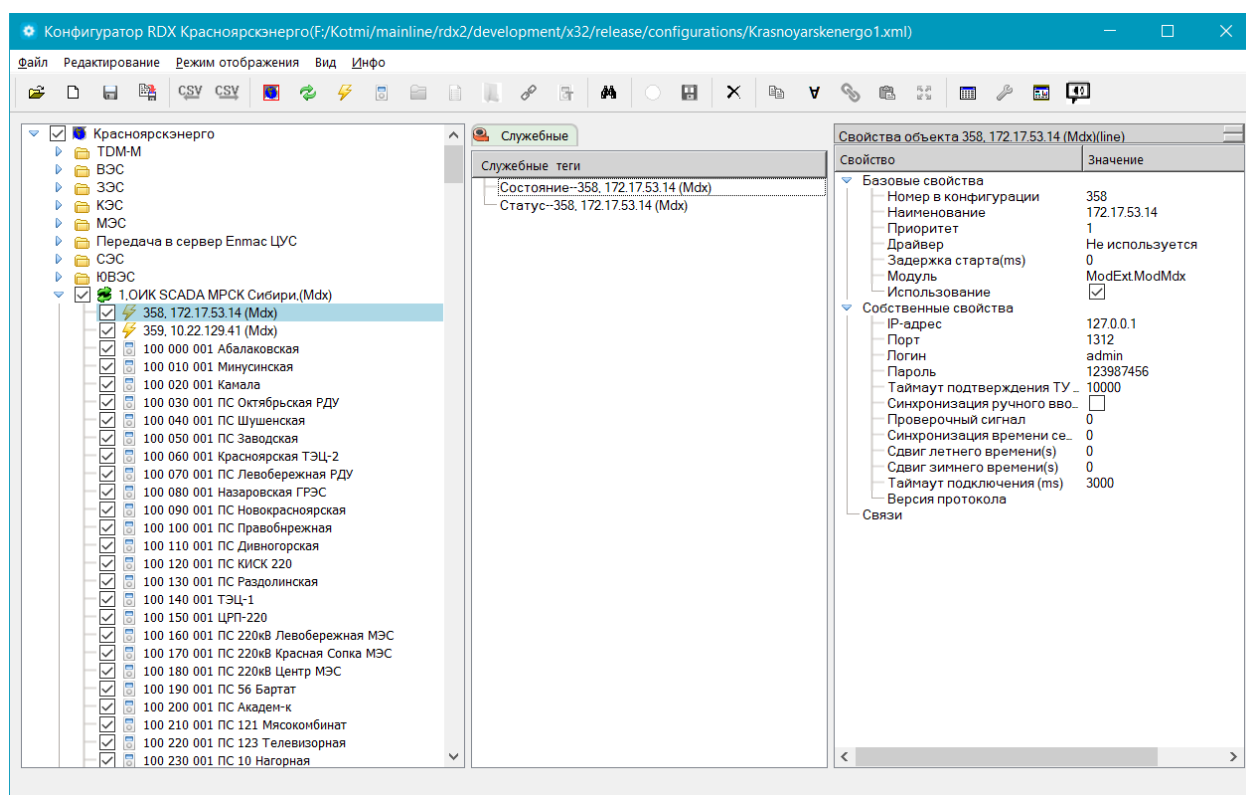 Конфигуратор RDX Красноярскэнерго(F:/Kotmi/mainline/rdx2/development/x32/release/configurations/Krasnoyarskenergo1.xml)
Файл Редактирование Режим отображения Вид Инфо
CSV CSV
Красноярскэнерго
TDM-M
ВЭС
ЗЭС
КЭС
МЭС
Передача в сервер Enmac ЦУС
СЭС
ЮВЭС
1,ОИК SCADA МРСК Сибири,(Mdx)
358, 172.17.53.14 (Mdx)
359, 10.22.129.41 (Mdx)
100 000 001 Абалаковская
100 010 001 Минусинская
100 020 001 Камала
100 030 001 ПС Октябрьская РДУ
100 040 001 ПС Шушенская
100 050 001 ПС Заводская
100 060 001 Красноярская ТЭЦ-2
100 070 001 ПС Левобережная РДУ
100 080 001 Назаровская ГРЭС
100 090 001 ПС Новокрасноярская
100 100 001 ПС Правобнрежная
100 110 001 ПС Дивногорская
100 120 001 ПС КИСК 220
100 130 001 ПС Раздолинская
100 140 001 ТЭЦ-1
100 150 001 ЦРП-220
100 160 001 ПС 220кВ Левобережная МЭС
100 170 001 ПС 220кВ Красная Сопка МЭС
100 180 001 ПС 220кВ Центр МЭС
100 190 001 ПС 56 Бартат
100 200 001 ПС Академ-к
100 210 001 ПС 121 Мясокомбинат
100 220 001 ПС 123 Телевизорная
100 230 001 ПС 10 Нагорная
Служебные
Служебные теги
Состояние--358, 172.17.53.14 (Mdx)
Статус--358, 172.17.53.14 (Mdx)
Свойства объекта 358, 172.17.53.14 (Mdx)(line)
Свойство Значение
Базовые свойства
Номер в конфигурации 358
Наименование 172.17.53.14
Приоритет 1
Драйвер Не используется
Задержка старта(ms) 0
Модуль ModExt.ModMdx
Использование
Собственные свойства
IP-адрес 127.0.0.1
Порт 1312
Логин admin
Пароль 123987456
Таймаут подтверждения ТУ ... 10000
Синхронизация ручного вво...
Проверочный сигнал 0
Синхронизация времени се... 0
Сдвиг летнего времени(s) 0
Сдвиг зимнего времени(s) 0
Таймаут подключения (ms) 3000
Версия протокола
Связи